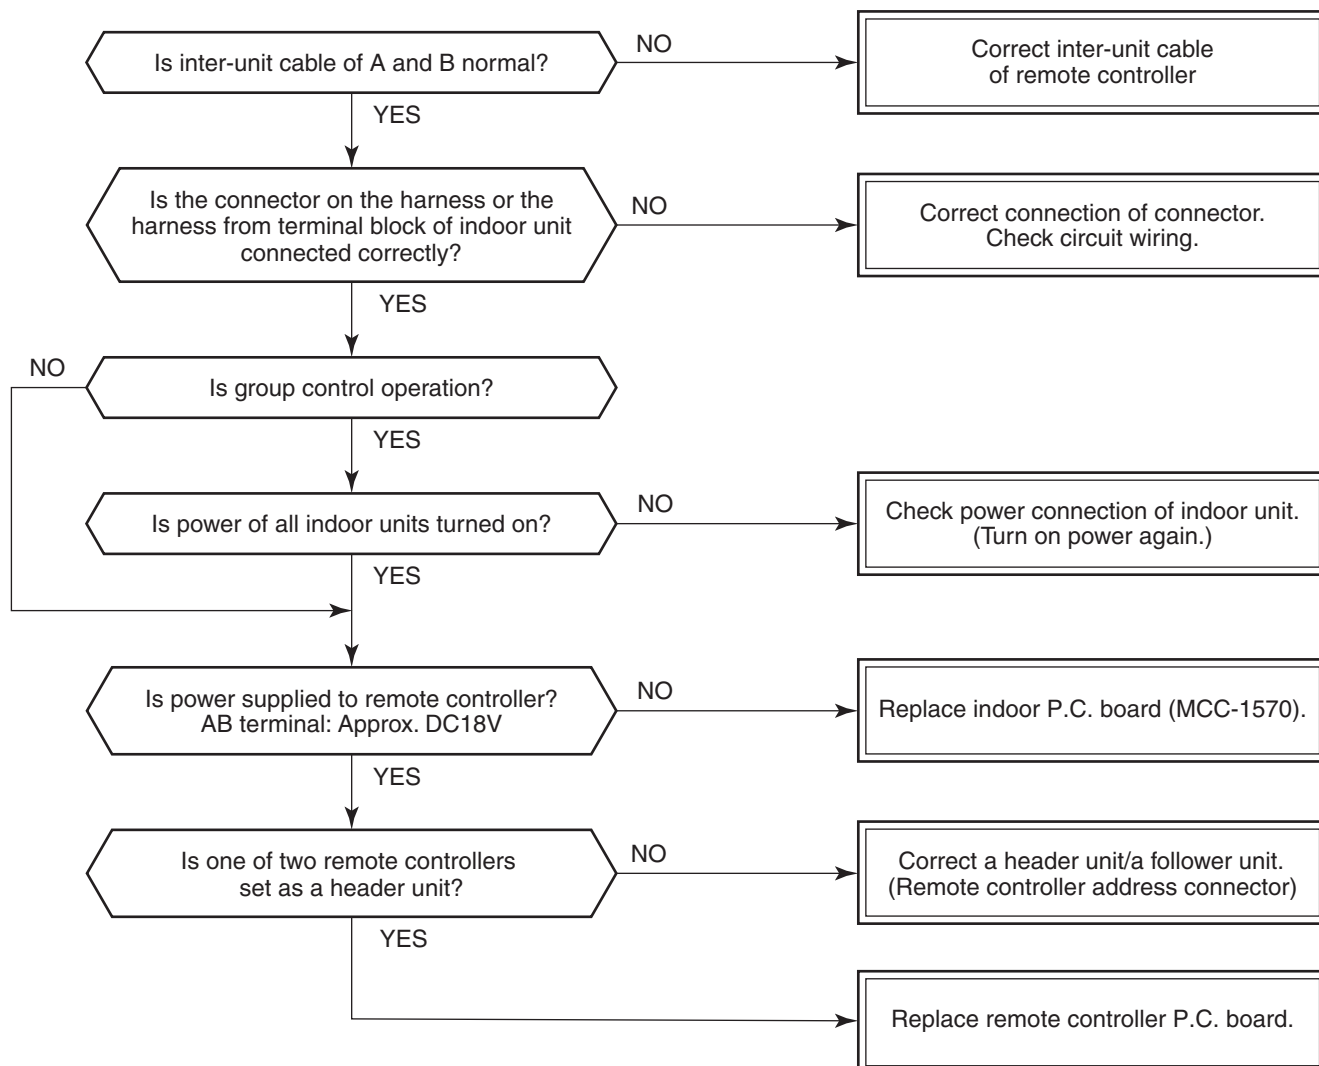 Is inter-unit cable of A and B normal?
NO
Correct inter-unit cable
of remote controller
YES
Is the connector on the harness or the
harness from terminal block of indoor unit
connected correctly?
NO
Correct connection of connector.
Check circuit wiring.
YES
NO
Is group control operation?
YES
Is power of all indoor units turned on?
NO
Check power connection of indoor unit.
(Turn on power again.)
YES
Is power supplied to remote controller?
AB terminal: Approx. DC18V
NO
Replace indoor P.C. board (MCC-1570).
YES
Is one of two remote controllers
set as a header unit?
NO
Correct a header unit/a follower unit.
(Remote controller address connector)
YES
Replace remote controller P.C. board.